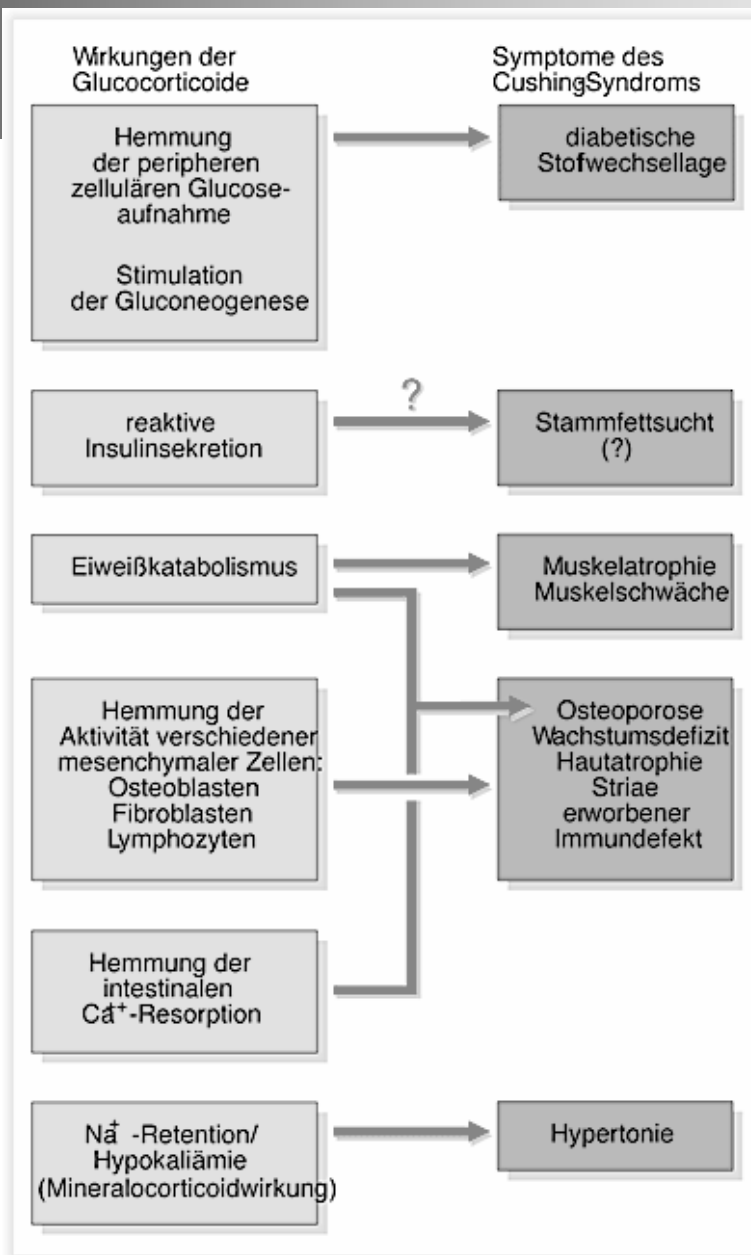 Wirkungen der
Glucocorticoide
Symptome des
CushingSyndroms
Hemmung
der peripheren
zellulären Glucose-
aufnahme
Stimulation
der Gluconeogenese
diabetische
Stofwechsellage
reaktive
Insulinsekretion
?
Stammfettsucht
(?)
Eiweißkatabolismus
Muskelatrophie
Muskelschwäche
Hemmung der
Aktivität verschiedener
mesenchymaler Zellen:
Osteoblasten
Fibroblasten
Lymphozyten
Osteoporose
Wachstumsdefizit
Hautatrophie
Striae
erworbener
Immundefekt
Hemmung der
intestinalen
Ca++-Resorption
Na+ -Retention/
Hypokaliämie
(Mineralocorticoidwirkung)
Hypertonie